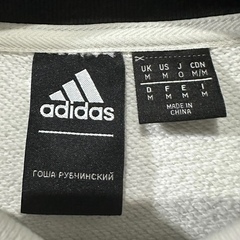 adidas
ГОША РУБЧИНСКИЙ
UK US J CDN
M M O M/M
D F E I
M M M M
MADE IN
CHINA